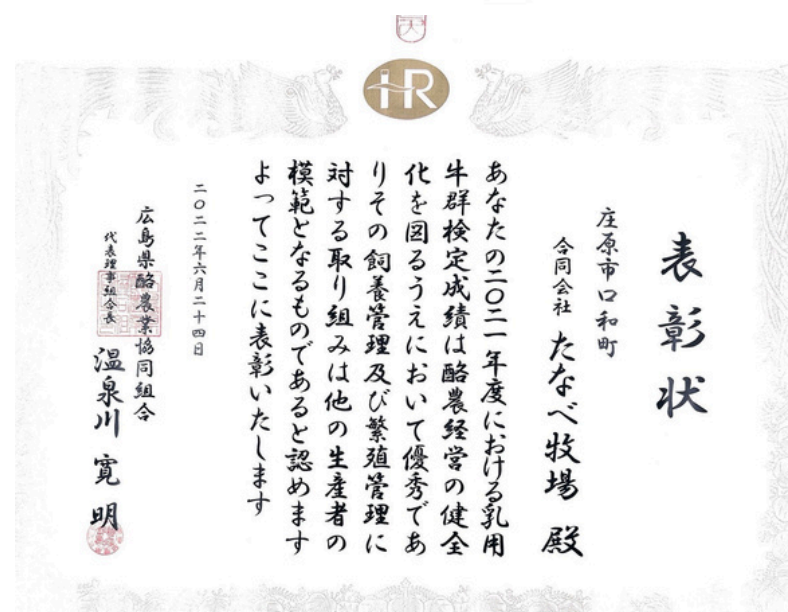 天
HR
表彰状
庄原市口和町
合同会社 たなべ牧場 殿
あなたの二〇二一年度における乳用
牛群検定成績は酪農経営の健全
化を図るうえにおいて優秀であ
りその飼養管理及び繁殖管理に
対する取り組みは他の生産者の
模範となるものであると認めます
よってここに表彰いたします
二〇二二年六月二十四日
広島県酪農業協同組合
代表理事組合長 温泉川寛明